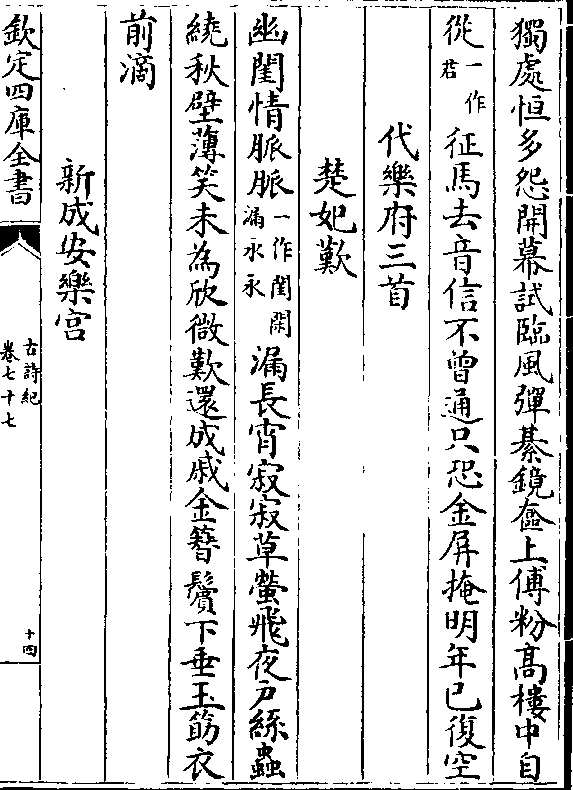 獨處恒多怨開幕試臨風彈棊鏡奩上傅粉髙樓中自
從一作君征馬去音信不曾通只恐金屏掩明年已復空
代樂府三首
楚妃歎
幽閨情脈脈一作閨閑漏永永漏長宵寂寂草螢飛夜戸絲蟲
繞秋壁薄笑未為欣微歎還成戚金簪鬢下垂玉筯衣
前滴
新成安樂宫
欽定四庫全書
古詩紀
卷七十七
十四